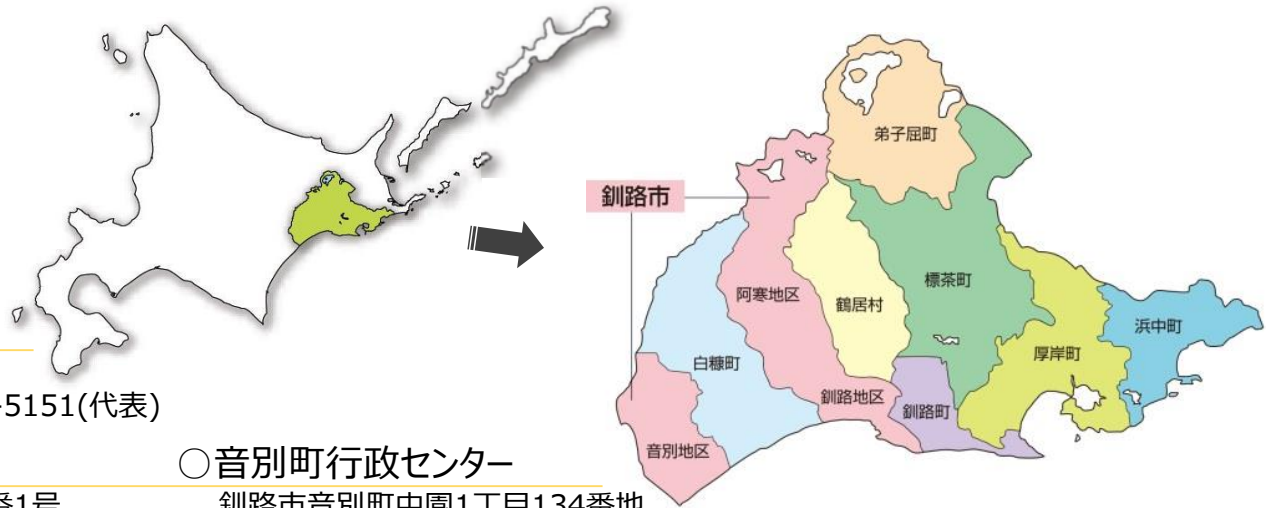 弟子屈町
釧路市
標茶町
阿寒地区
鶴居村
浜中町
厚岸町
白糠町
釧路地区
釧路町
音別地区
5151(代表)
○音別町行政センター
番1号
釧路市音別町中園1丁目134番地